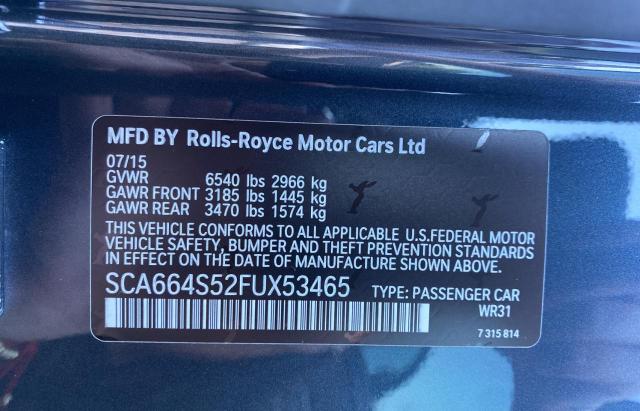 MFD BY Rolls-Royce Motor Cars Ltd
07/15
GVWR 6540 lbs 2966 kg
GAWR FRONT 3185 lbs 1445 kg
GAWR REAR 3470 lbs 1574 kg
THIS VEHICLE CONFORMS TO ALL APPLICABLE U.S.FEDERAL MOTOR
VEHICLE SAFETY, BUMPER AND THEFT PREVENTION STANDARDS
IN EFFECT ON THE DATE OF MANUFACTURE SHOWN ABOVE.
SCA664S52FUX53465 TYPE: PASSENGER CAR
WR31
7 315 814